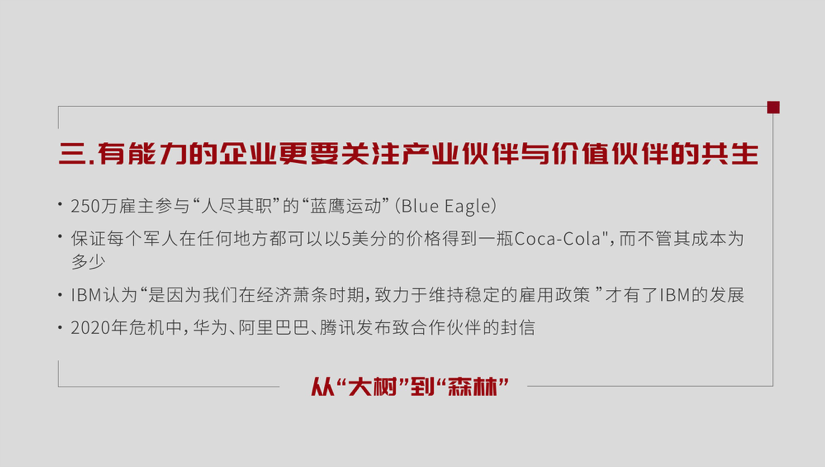 三.有能力的企业更要关注产业伙伴与价值伙伴的共生
• 250万雇主参与“人尽其职”的“蓝鹰运动”（Blue Eagle）
• 保证每个军人在任何地方都可以以5美分的价格得到一瓶Coca-Cola"，而不管其成本为
多少
• IBM认为“是因为我们在经济萧条时期，致力于维持稳定的雇用政策 ”才有了IBM的发展
• 2020年危机中，华为、阿里巴巴、腾讯发布致合作伙伴的封信
从“大树”到“森林”